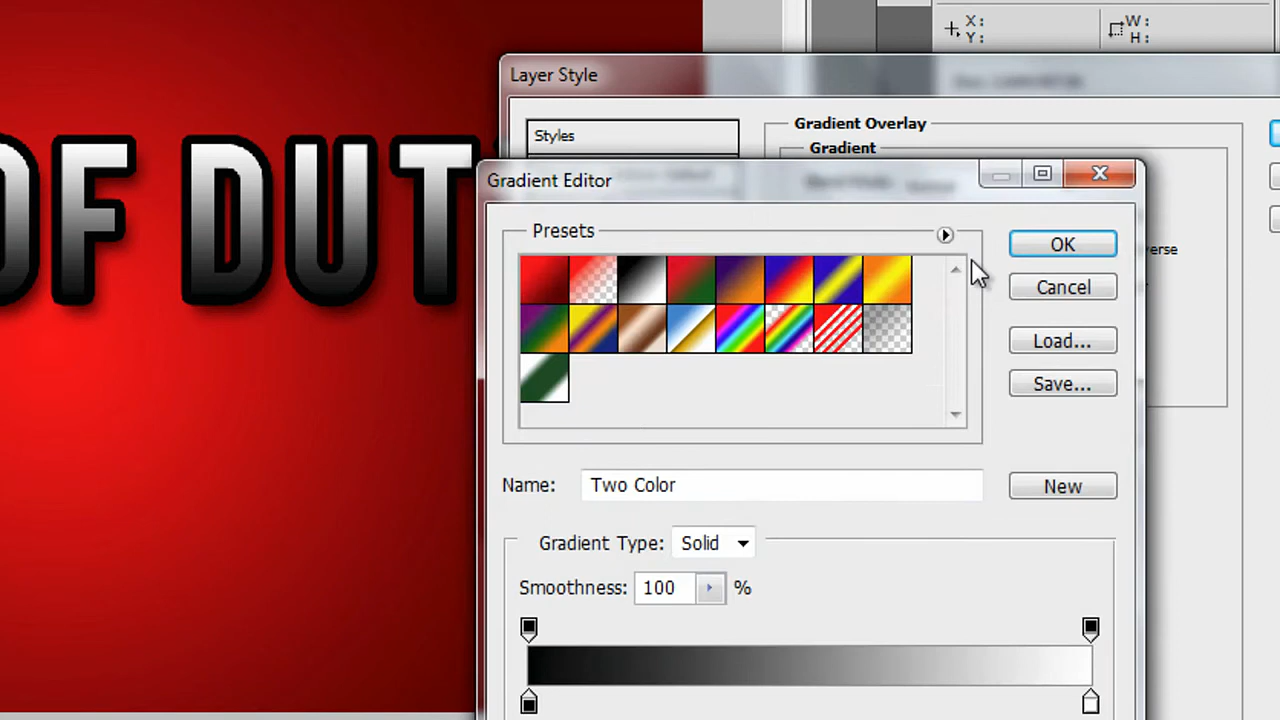 X:
Y:
W:
H:
Layer Style
Styles
Gradient Overlay
Gradient
OF DUT
Gradient Editor
Presets
OK
erse
Cancel
Load...
Save...
Name: Two Color
New
Gradient Type: Solid
Smoothness: 100 %